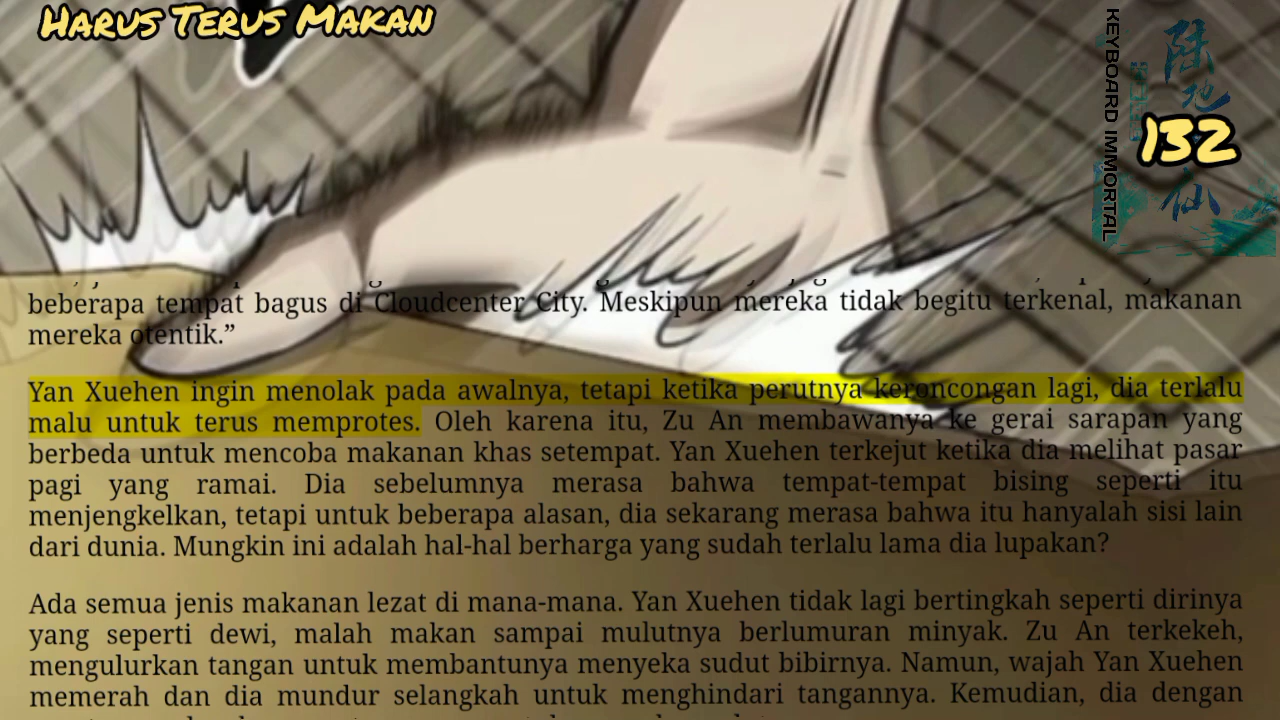 HARUS TERUS MAKAN
KEYBOARD IMMORTAL
132
beberapa tempat bagus di Cloudcenter City. Meskipun mereka tidak begitu terkenal, makanan
mereka otentik.”
Yan Xuehen ingin menolak pada awalnya, tetapi ketika perutnya keroncongan lagi, dia terlalu
malu untuk terus memprotes. Oleh karena itu, Zu An membawanya ke gerai sarapan yang
berbeda untuk mencoba makanan khas setempat. Yan Xuehen terkejut ketika dia melihat pasar
pagi yang ramai. Dia sebelumnya merasa bahwa tempat-tempat bising seperti itu
menjengkelkan, tetapi untuk beberapa alasan, dia sekarang merasa bahwa itu hanyalah sisi lain
dari dunia. Mungkin ini adalah hal-hal berharga yang sudah terlalu lama dia lupakan?
Ada semua jenis makanan lezat di mana-mana. Yan Xuehen tidak lagi bertingkah seperti dirinya
yang seperti dewi, malah makan sampai mulutnya berlumuran minyak. Zu An terkekeh,
mengulurkan tangan untuk membantunya menyeka sudut bibirnya. Namun, wajah Yan Xuehen
memerah dan dia mundur selangkah untuk menghindari tangannya. Kemudian, dia dengan